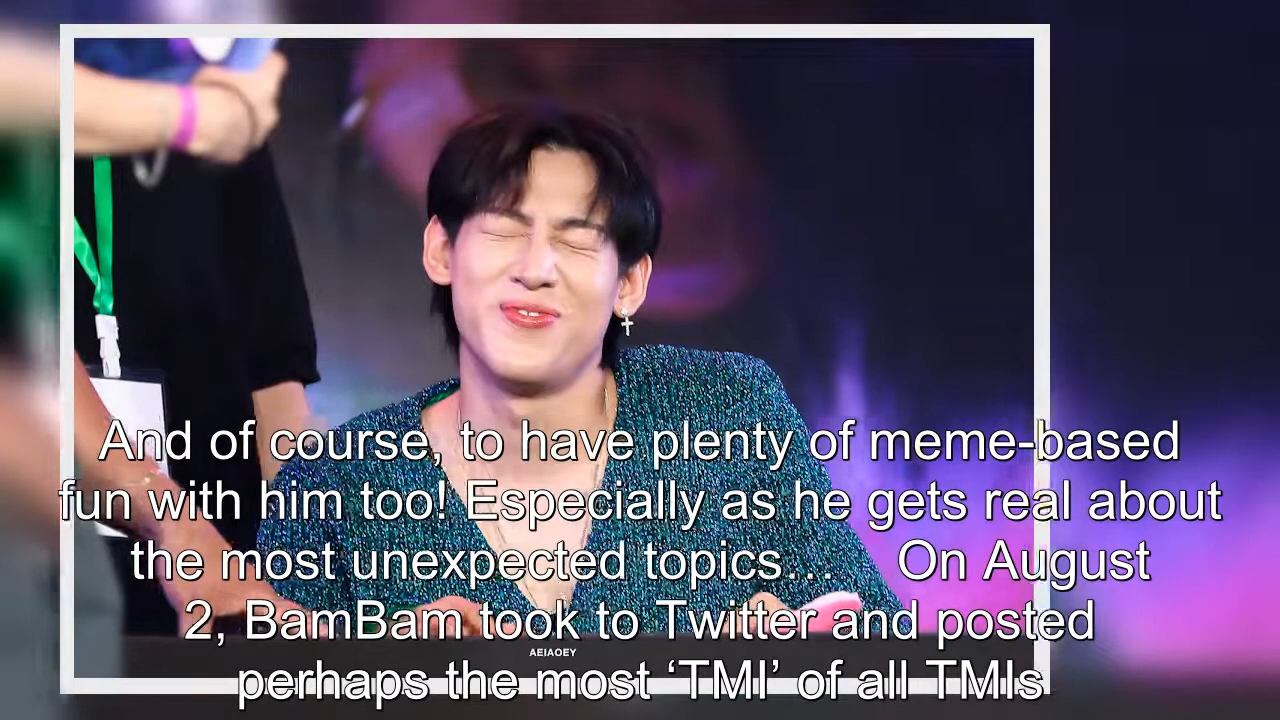 And of course, to have plenty of meme-based
fun with him too! Especially as he gets real about
the most unexpected topics… On August
2, BamBam took to Twitter and posted
AEIAOEY
perhaps the most ‘TMI’ of all TMIs